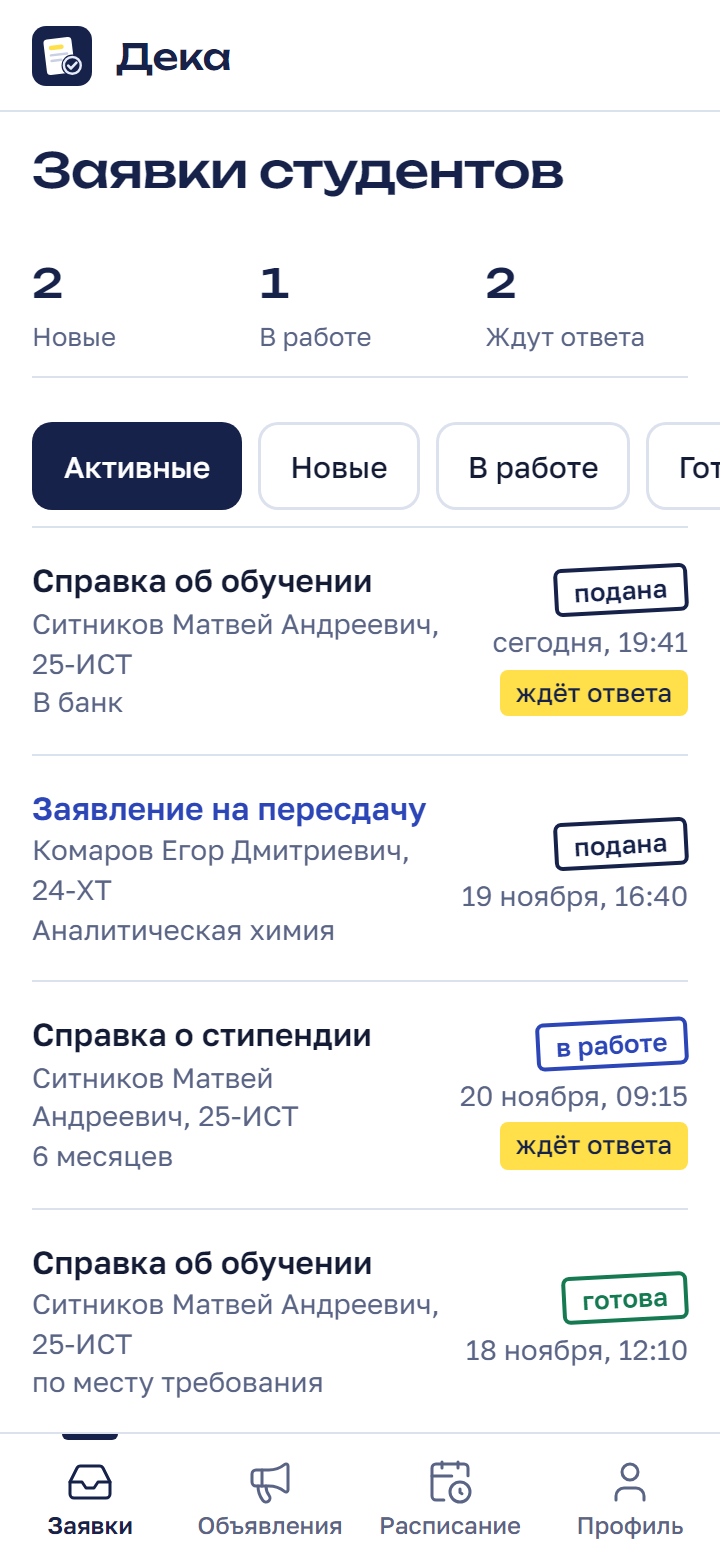 Дека
Заявки студентов
2
Новые
1
В работе
2
Ждут ответа
Активные
Новые
В работе
Гот
Справка об обучении
Ситников Матвей Андреевич,
25-ИСТ
В банк
подана
сегодня, 19:41
ждёт ответа
Заявление на пересдачу
Комаров Егор Дмитриевич,
24-ХТ
Аналитическая химия
подана
19 ноября, 16:40
Справка о стипендии
Ситников Матвей
Андреевич, 25-ИСТ
6 месяцев
в работе
20 ноября, 09:15
ждёт ответа
Справка об обучении
Ситников Матвей Андреевич,
25-ИСТ
по месту требования
готова
18 ноября, 12:10
Заявки
Объявления
Расписание
Профиль